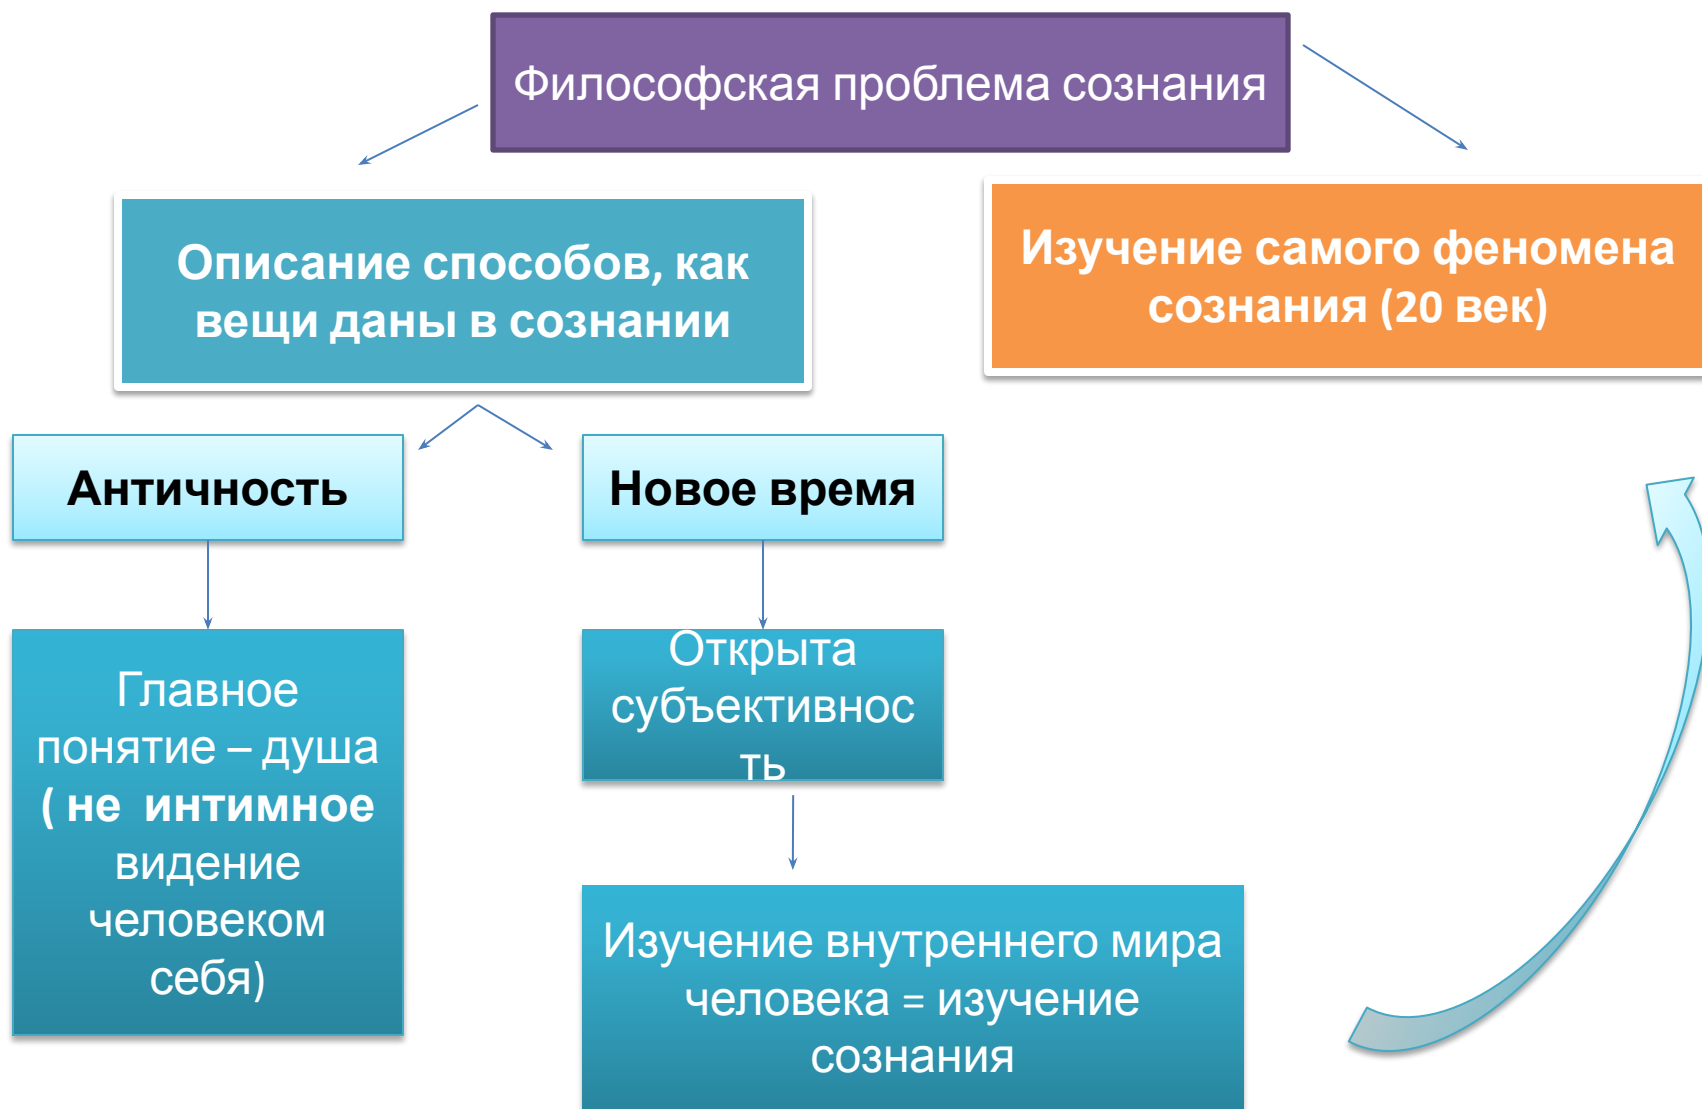 Философская проблема сознания
Описание способов, как
вещи даны в сознании
Изучение самого феномена
сознания (20 век)
Античность
Новое время
Главное
понятие – душа
( не интимное
видение
человеком
себя)
Открыта
субъективнос
ть
Изучение внутреннего мира
человека = изучение
сознания